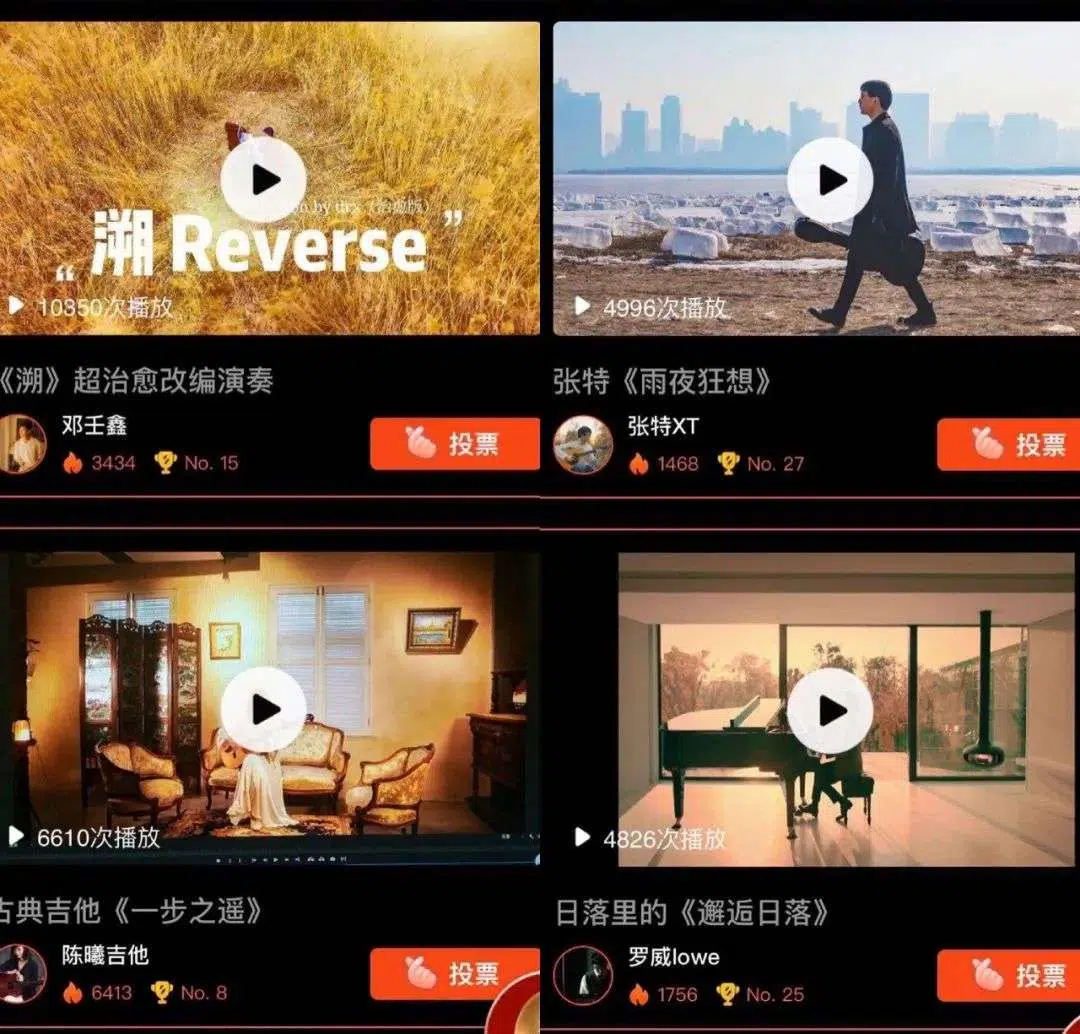 by dex（治愈版）
“溯 Reverse”
10350次播放
《溯》超治愈改编演奏
邓壬鑫
3434 No. 15
投票
4996次播放
张特《雨夜狂想》
张特XT
1468 No. 27
投票
6610次播放
古典吉他《一步之遥》
陈曦吉他
6413 No. 8
投票
4826次播放
日落里的《邂逅日落》
罗威lowe
1756 No. 25
投票